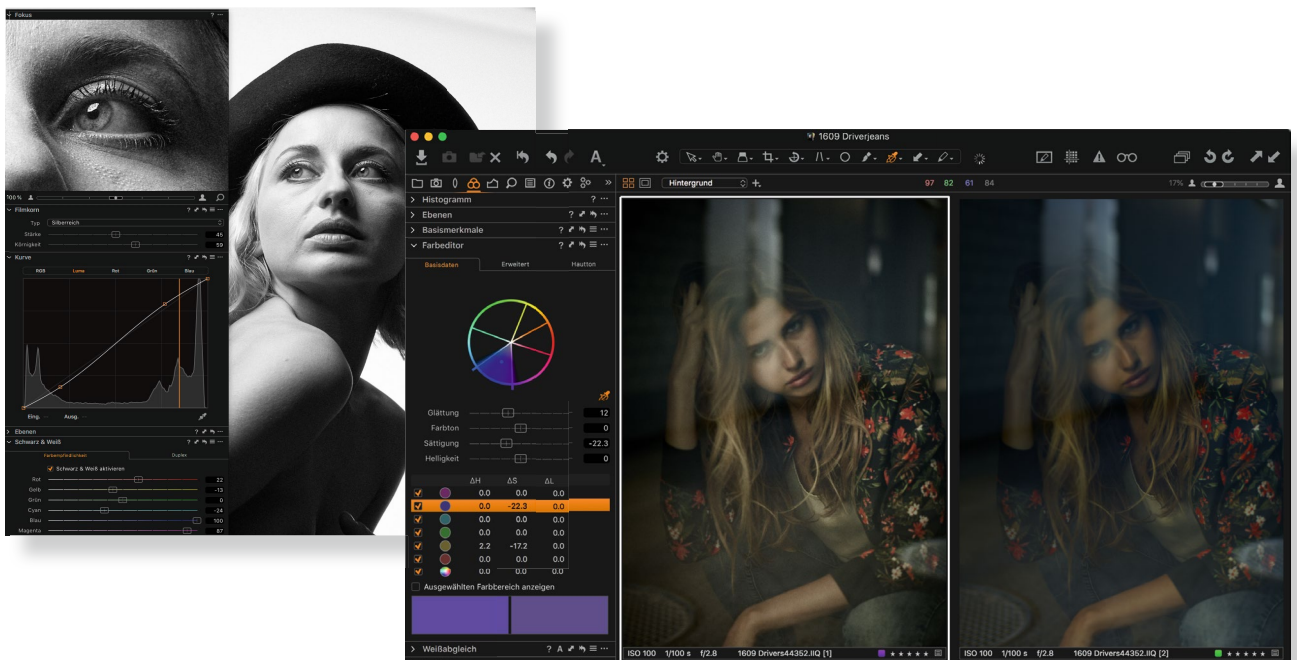 Fokus
100%
Filmkorn
Typ Silberreich
Stärke 45
Körnigkeit 59
Kurve
RGB Luma Rot Grün Blau
Eing. -- Ausg. --
Ebenen
Schwarz & Weiß
Farbempfindlichkeit Duplex
Schwarz & Weiß aktivieren
Rot 22
Gelb -13
Grün 0
Cyan -24
Blau 100
Magenta 87
1609 Driverjeans
Hintergrund 97 82 61 84 17%
Histogramm
Ebenen
Basismerkmale
Farbeditor
Basisdaten Erweitert Hautton
Glättung 12
Farbton 0
Sättigung -22.3
Helligkeit 0
ΔH ΔS ΔL
0.0 0.0 0.0
0.0 -22.3 0.0
0.0 0.0 0.0
0.0 0.0 0.0
2.2 -17.2 0.0
0.0 0.0 0.0
0.0 0.0 0.0
Ausgewählten Farbbereich anzeigen
Weißabgleich
ISO 100 1/100 s f/2.8 1609 Drivers44352.IIQ [1]
ISO 100 1/100 s f/2.8 1609 Drivers44352.IIQ [2]